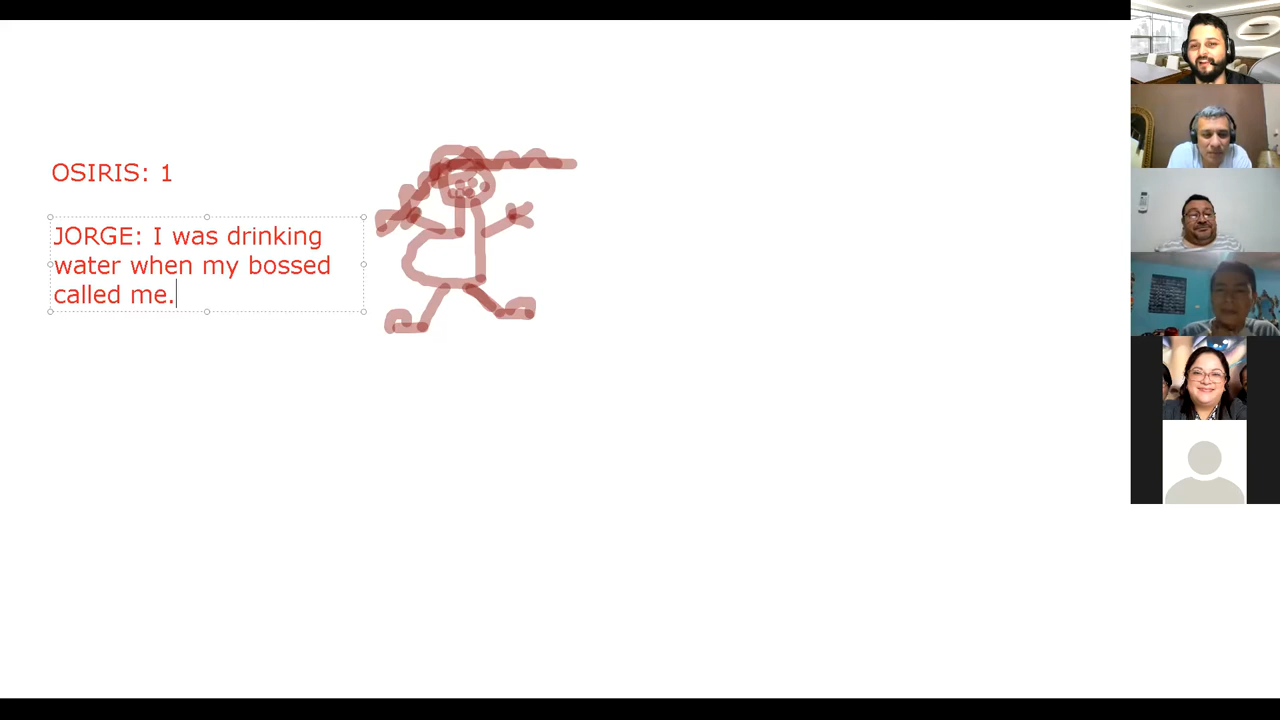 OSIRIS: 1
JORGE: I was drinking
water when my bossed
called me.